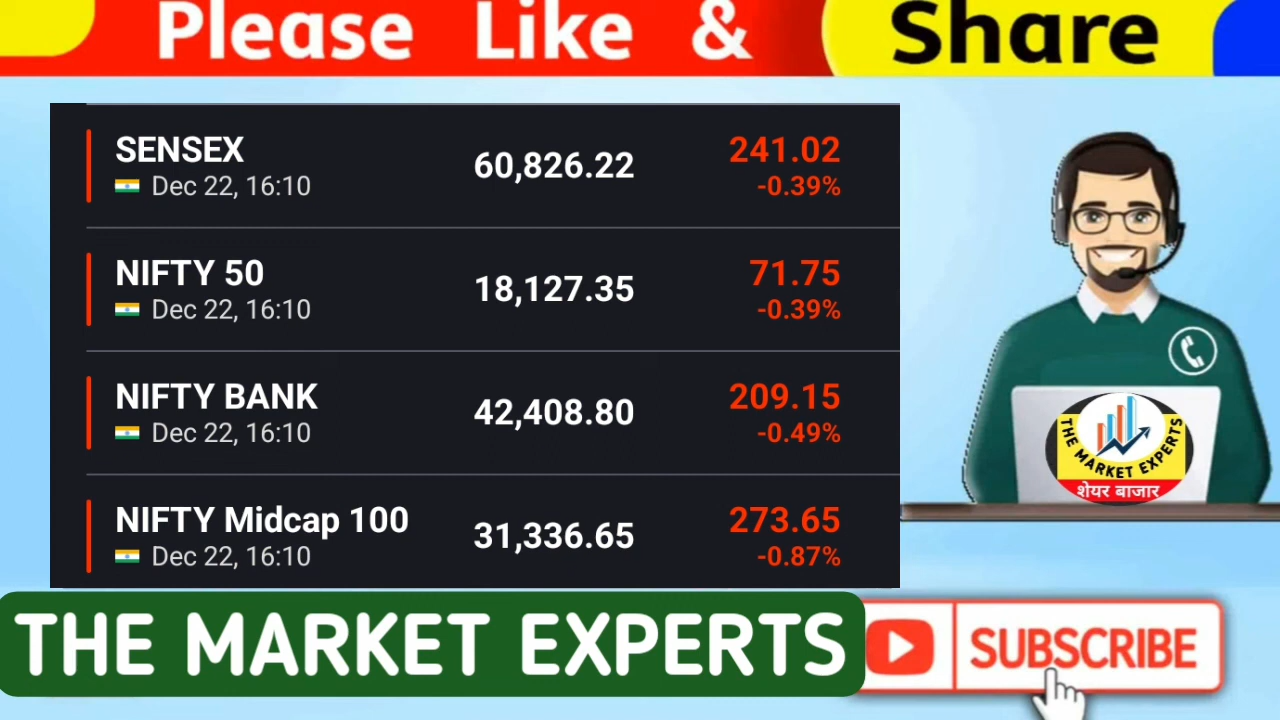 Please Like & Share
SENSEX 60,826.22 241.02
Dec 22, 16:10 -0.39%
NIFTY 50 18,127.35 71.75
Dec 22, 16:10 -0.39%
NIFTY BANK 42,408.80 209.15
Dec 22, 16:10 -0.49%
NIFTY Midcap 100 31,336.65 273.65
Dec 22, 16:10 -0.87%
THE MARKET EXPERTS
शेयर बाजार
THE MARKET EXPERTS
SUBSCRIBE